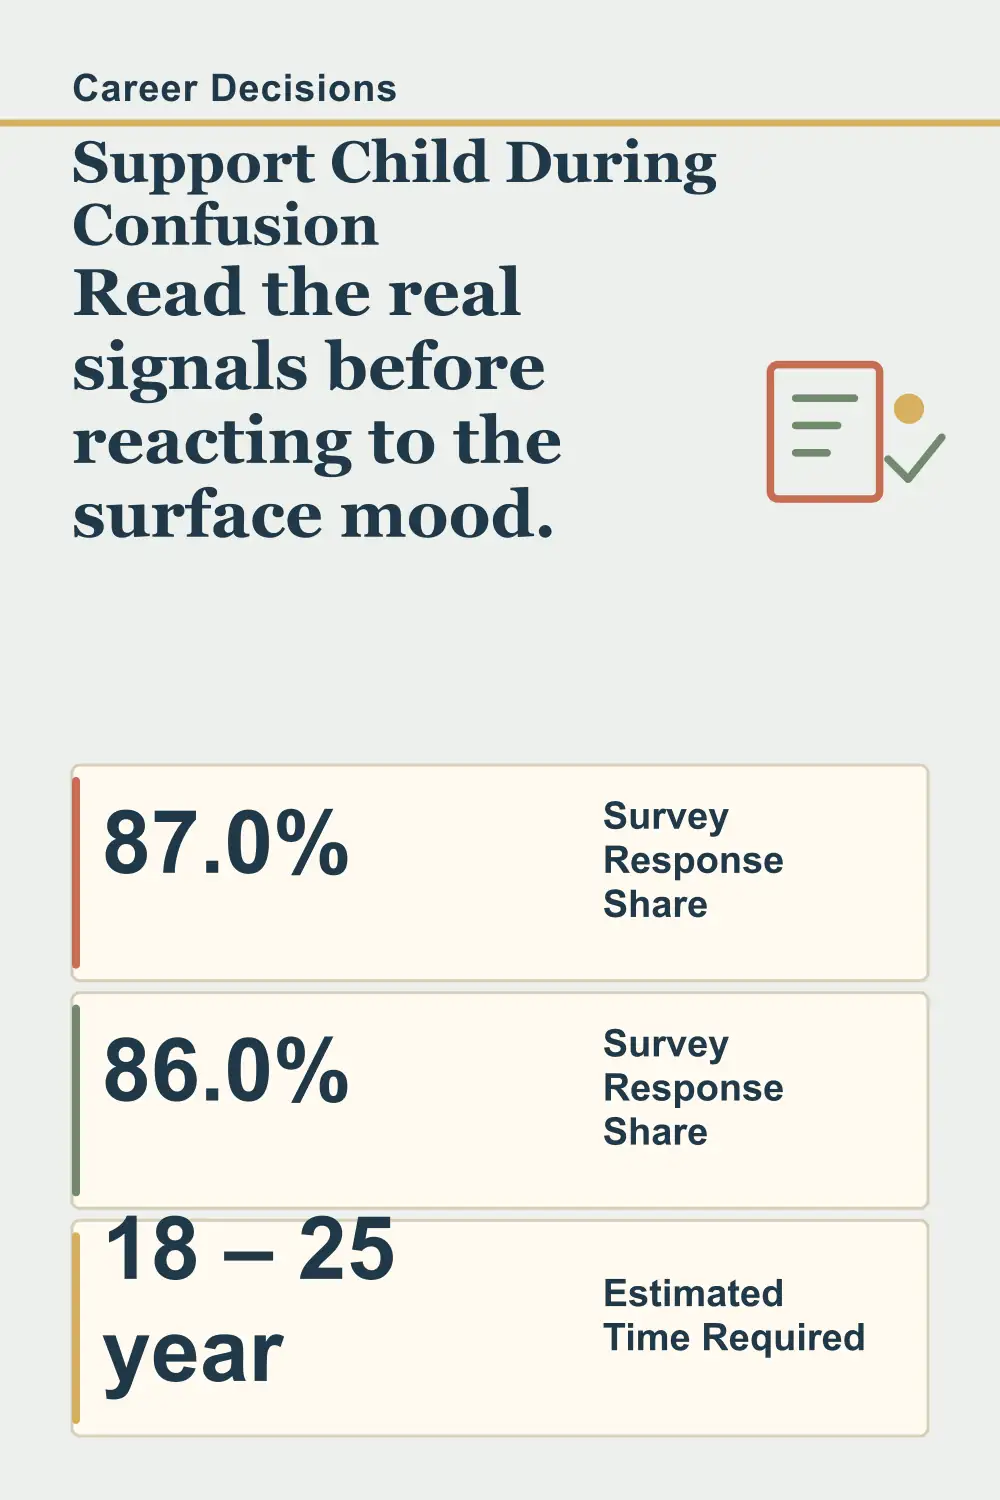 Career Decisions
Support Child During
Confusion
Read the real
signals before
reacting to the
surface mood.
87.0%
Survey
Response
Share
86.0%
Survey
Response
Share
18 – 25
year
Estimated
Time Required